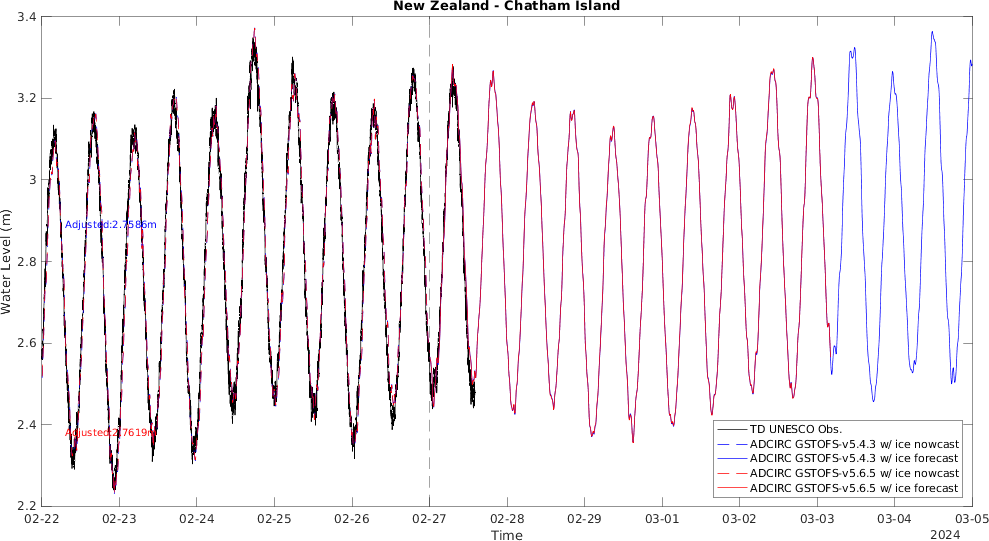 New Zealand - Chatham Island
3.4
3.2
3
2.8
2.6
2.4
2.2
Water Level (m)
Adjusted:2.7586m
Adjusted:2.7619m
TD UNESCO Obs.
ADCIRC GSTOFS-v5.4.3 w/ ice nowcast
ADCIRC GSTOFS-v5.4.3 w/ ice forecast
ADCIRC GSTOFS-v5.6.5 w/ ice nowcast
ADCIRC GSTOFS-v5.6.5 w/ ice forecast
02-22 02-23 02-24 02-25 02-26 02-27 02-28 02-29 03-01 03-02 03-03 03-04 03-05
Time
2024